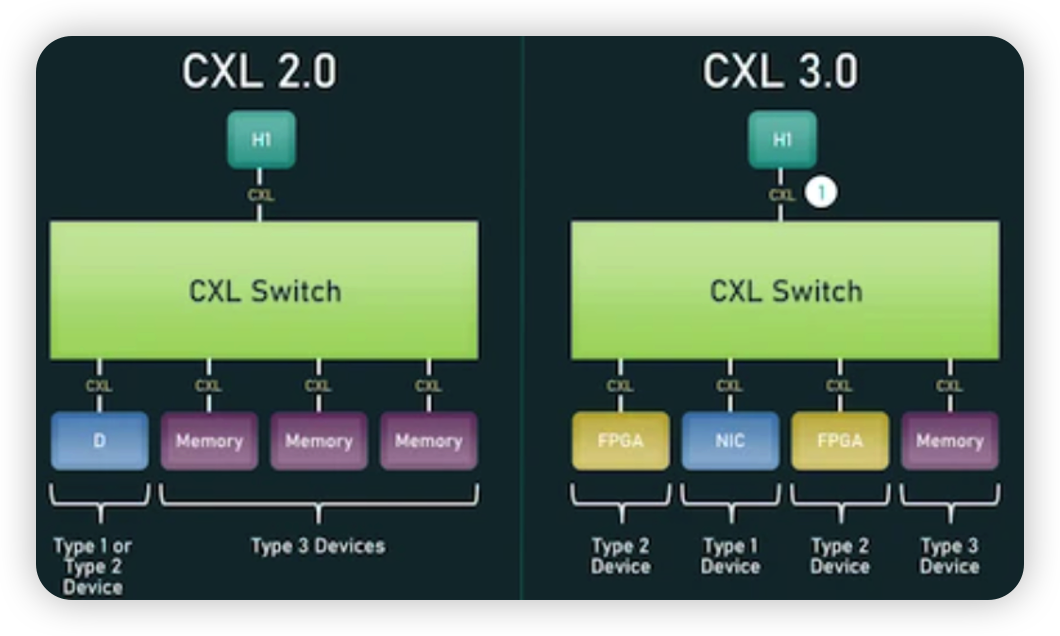 CXL 2.0
H1
CXL
CXL Switch
CXL CXL CXL CXL
D Memory Memory Memory
Type 1 or
Type 2
Device
Type 3 Devices
CXL 3.0
H1
CXL 1
CXL Switch
CXL CXL CXL CXL
FPGA NIC FPGA Memory
Type 2
Device
Type 1
Device
Type 2
Device
Type 3
Device